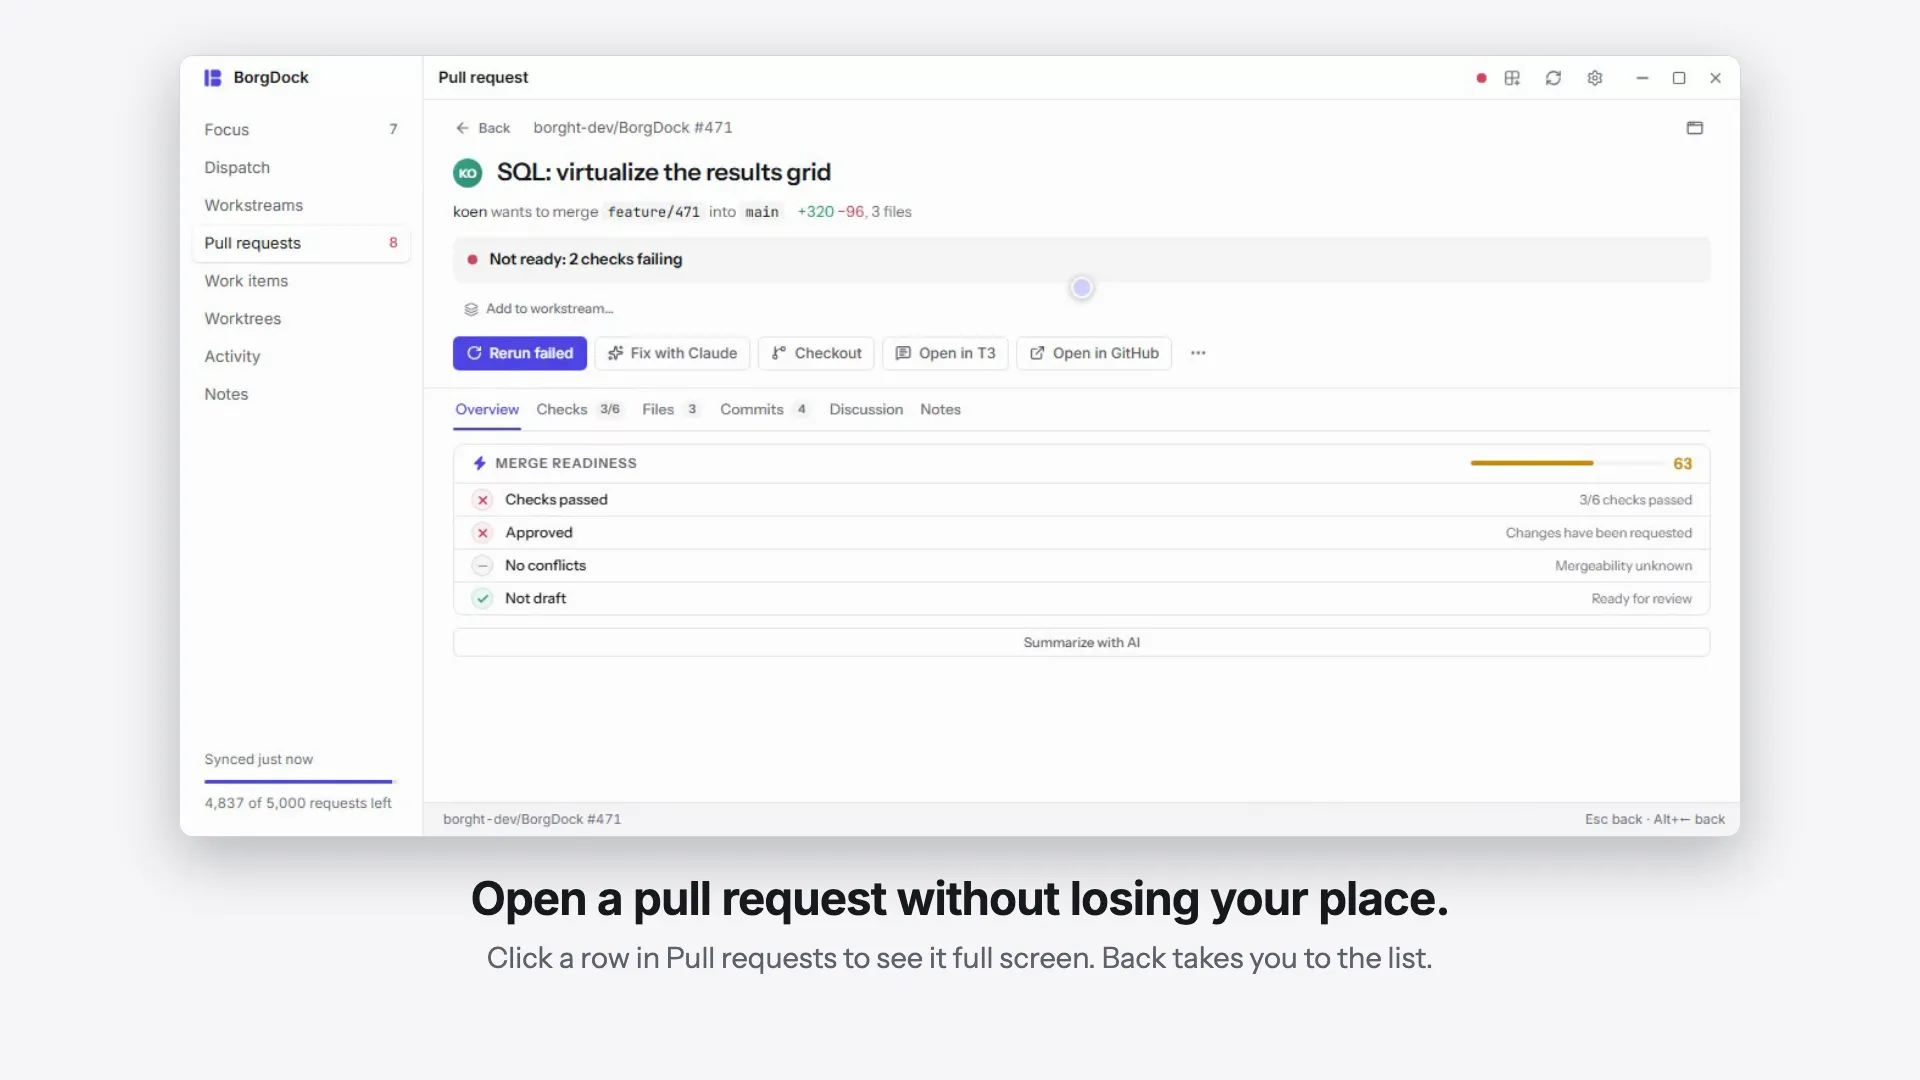 BorgDock
Pull request
Focus 7
Dispatch
Workstreams
Pull requests 8
Work items
Worktrees
Activity
Notes
Synced just now
4,837 of 5,000 requests left
Back borght-dev/BorgDock #471
KO SQL: virtualize the results grid
koen wants to merge feature/471 into main +320 −96, 3 files
Not ready: 2 checks failing
Add to workstream...
Rerun failed Fix with Claude Checkout Open in T3 Open in GitHub
Overview Checks 3/6 Files 3 Commits 4 Discussion Notes
MERGE READINESS 63
Checks passed 3/6 checks passed
Approved Changes have been requested
No conflicts Mergeability unknown
Not draft Ready for review
Summarize with AI
borght-dev/BorgDock #471 Esc back · Alt+← back
Open a pull request without losing your place.
Click a row in Pull requests to see it full screen. Back takes you to the list.